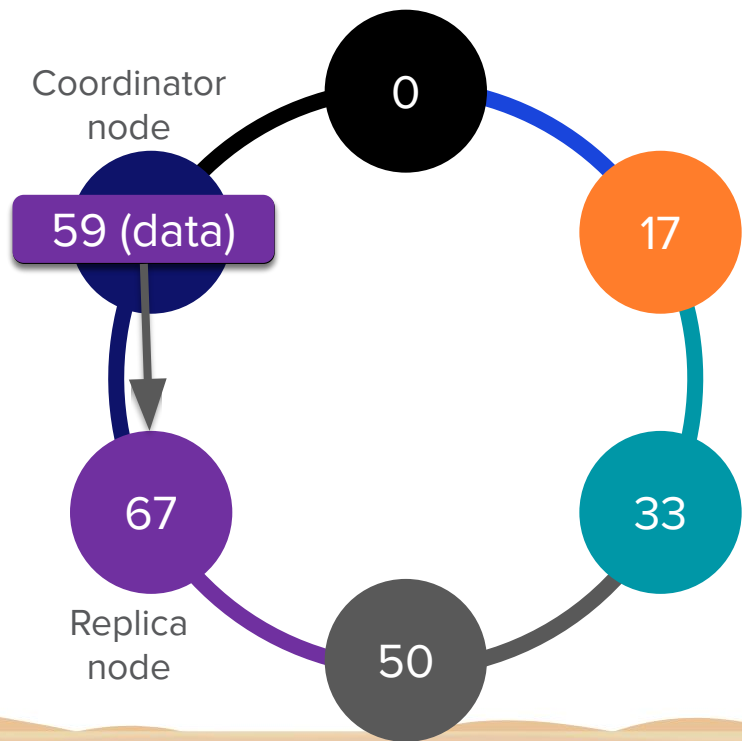 0
Coordinator
node
59 (data)
17
67
33
Replica
node
50